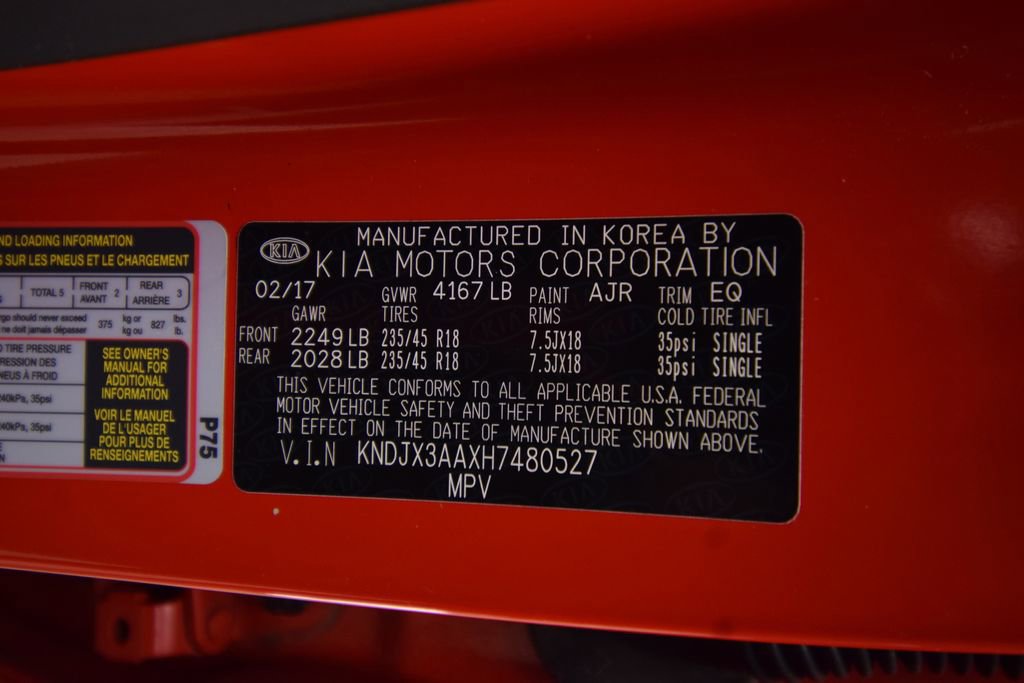 ND LOADING INFORMATION
SUR LES PNEUS ET LE CHARGEMENT
TOTAL 5 FRONT AVANT 2 REAR ARRIÈRE 3
should never exceed 375 kg or 827 lbs.
ne doit jamais dépasser kg ou lb.
TIRE PRESSURE
RESSION DES
NEUS À FROID
240kPa, 35psi
240kPa, 35psi
SEE OWNER'S
MANUAL FOR
ADDITIONAL
INFORMATION
VOIR LE MANUEL
DE L'USAGER
POUR PLUS DE
RENSEIGNEMENTS
P75
KIA
MANUFACTURED IN KOREA BY
KIA MOTORS CORPORATION
02/17 GVWR 4167 LB PAINT AJR TRIM EQ
GAWR TIRES RIMS COLD TIRE INFL
FRONT 2249 LB 235/45 R18 7.5JX18 35psi SINGLE
REAR 2028 LB 235/45 R18 7.5JX18 35psi SINGLE
THIS VEHICLE CONFORMS TO ALL APPLICABLE U.S.A. FEDERAL
MOTOR VEHICLE SAFETY AND THEFT PREVENTION STANDARDS
IN EFFECT ON THE DATE OF MANUFACTURE SHOWN ABOVE.
V.I.N KNDJX3AAXH7480527
MPV